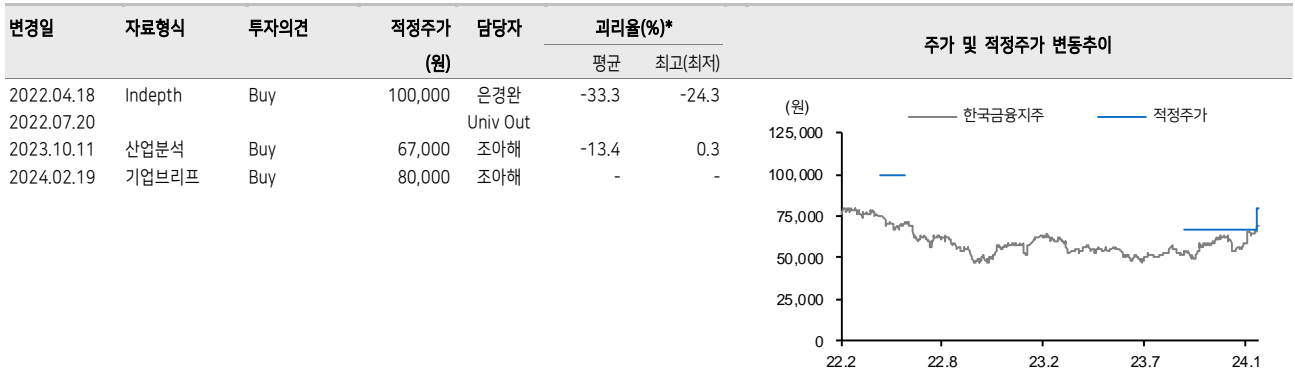 변경일 자료형식 투자의견 적정주가 담당자 괴리율(%)* 주가 및 적정주가 변동추이
(원) 평균 최고(최저)
2022.04.18 Indepth Buy 100,000 은경완 -33.3 -24.3
2022.07.20 Univ Out
2023.10.11 산업분석 Buy 67,000 조아해 -13.4 0.3
2024.02.19 기업브리프 Buy 80,000 조아해 - -
(원) 한국금융지주 적정주가
125,000
100,000
75,000
50,000
25,000
0
22.2 22.8 23.2 23.7 24.1